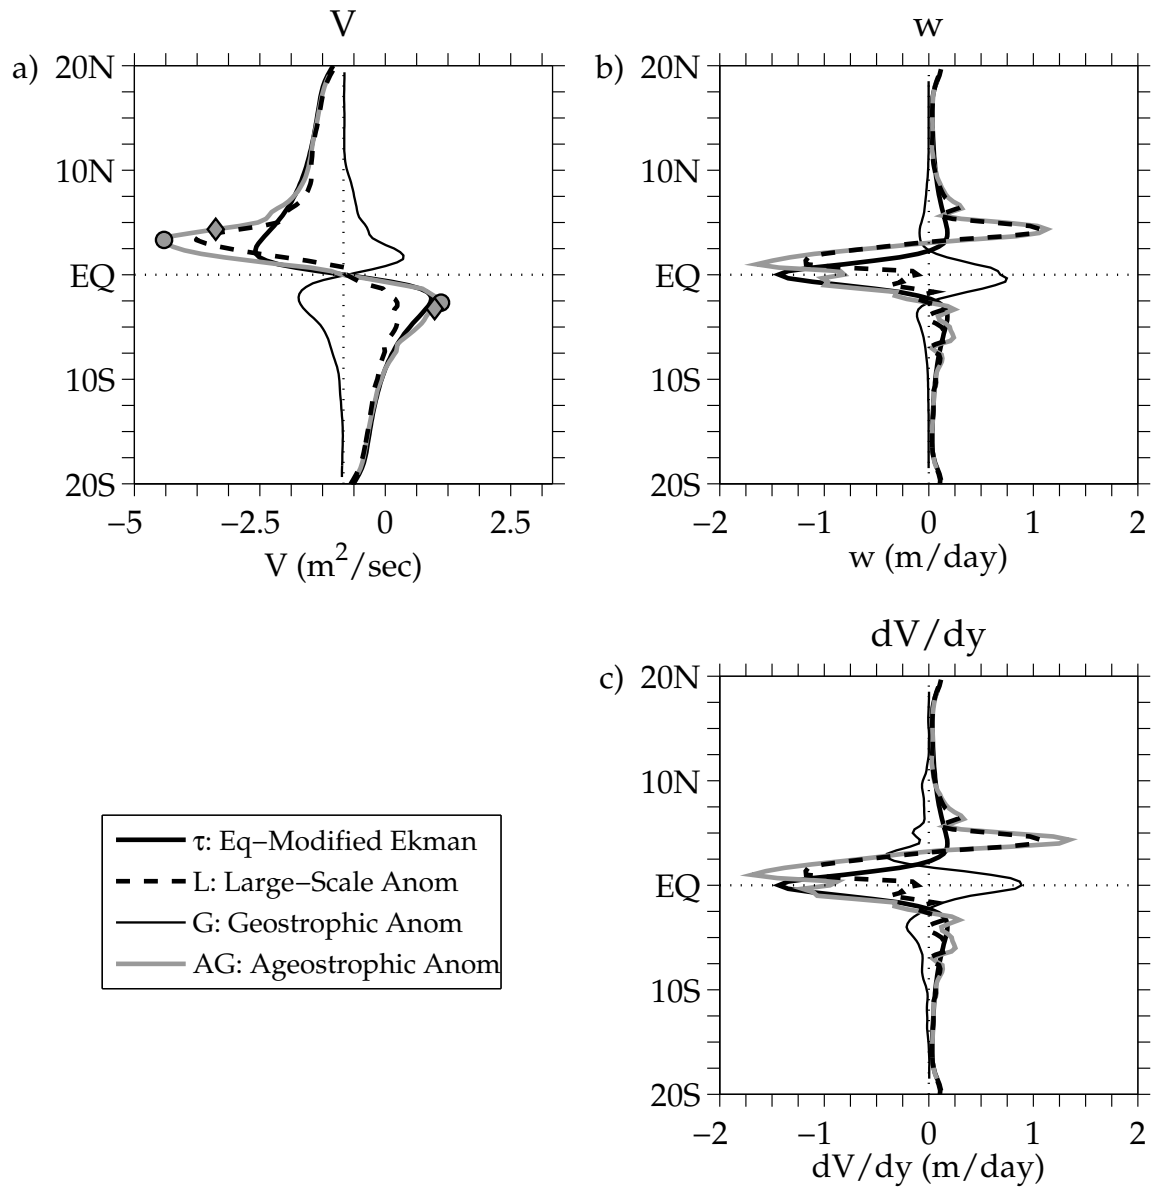 V
w
a)
20N
10N
EQ
10S
20S
−5
−2.5
0
2.5
V (m²/sec)
b)
20N
10N
EQ
10S
20S
−2
−1
0
1
2
w (m/day)
dV/dy
c)
20N
10N
EQ
10S
20S
−2
−1
0
1
2
dV/dy (m/day)
τ: Eq−Modified Ekman
L: Large−Scale Anom
G: Geostrophic Anom
AG: Ageostrophic Anom